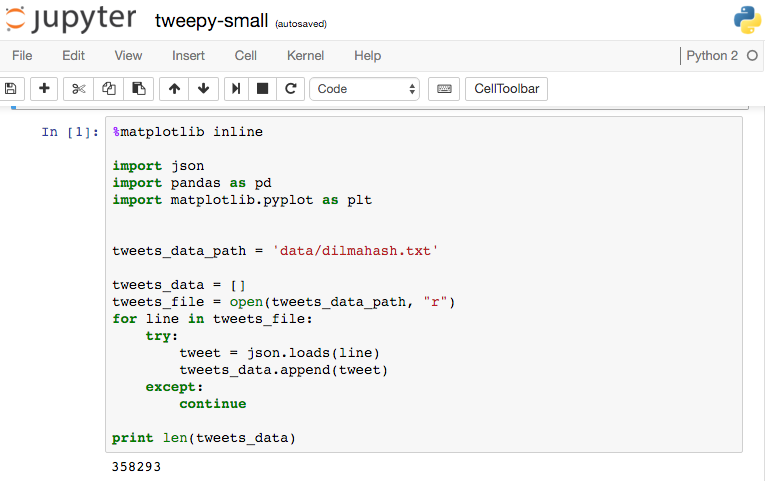 jupyter tweepy-small (autosaved)
File Edit View Insert Cell Kernel Help Python 2
Code CellToolbar
In [1]: %matplotlib inline
import json
import pandas as pd
import matplotlib.pyplot as plt
tweets_data_path = 'data/dilmahash.txt'
tweets_data = []
tweets_file = open(tweets_data_path, "r")
for line in tweets_file:
    try:
        tweet = json.loads(line)
        tweets_data.append(tweet)
    except:
        continue
print len(tweets_data)
358293